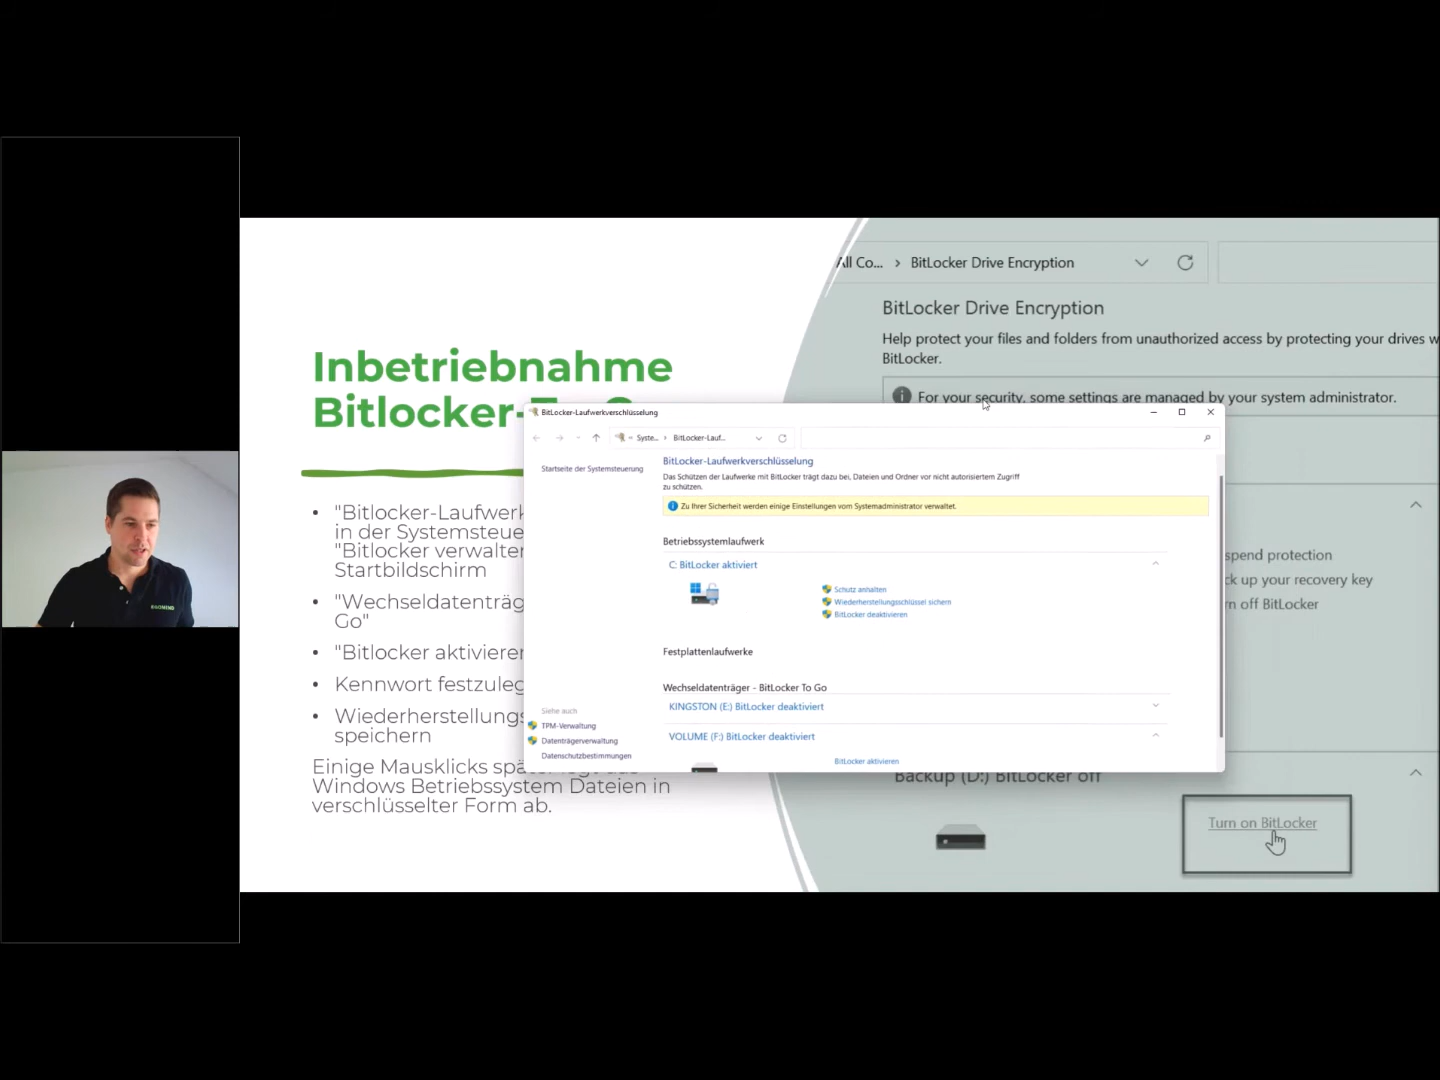 Inbetriebnahme
Bitlocker-
"Bitlocker-Laufwerk
in der Systemsteue
"Bitlocker verwalten
Startbildschirm
"Wechseldatenträg
Go"
"Bitlocker aktivieren
Kennwort festzuleg
Wiederherstellungs
speichern
Einige Mausklicks
Windows Betriebssystem Dateien in
verschlüsselter Form ab.
All Co... > BitLocker Drive Encryption
BitLocker Drive Encryption
Help protect your files and folders from unauthorized access by protecting your drives w
BitLocker.
For your security, some settings are managed by your system administrator.
spend protection
ck up your recovery key
rn off BitLocker
Backup (D:) BitLocker off
Turn on BitLocker
BitLocker-Laufwerkverschlüsselung
« Syste... > BitLocker-Lauf...
Startseite der Systemsteuerung
BitLocker-Laufwerkverschlüsselung
Das Schützen der Laufwerke mit BitLocker trägt dazu bei, Dateien und Ordner vor nicht autorisiertem Zugriff
zu schützen.
Zu Ihrer Sicherheit werden einige Einstellungen vom Systemadministrator verwaltet.
Betriebssystemlaufwerk
C: BitLocker aktiviert
Schutz anhalten
Wiederherstellungsschlüssel sichern
BitLocker deaktivieren
Festplattenlaufwerke
Wechseldatenträger - BitLocker To Go
KINGSTON (E:) BitLocker deaktiviert
VOLUME (F:) BitLocker deaktiviert
BitLocker aktivieren
Siehe auch
TPM-Verwaltung
Datenträgerverwaltung
Datenschutzbestimmungen